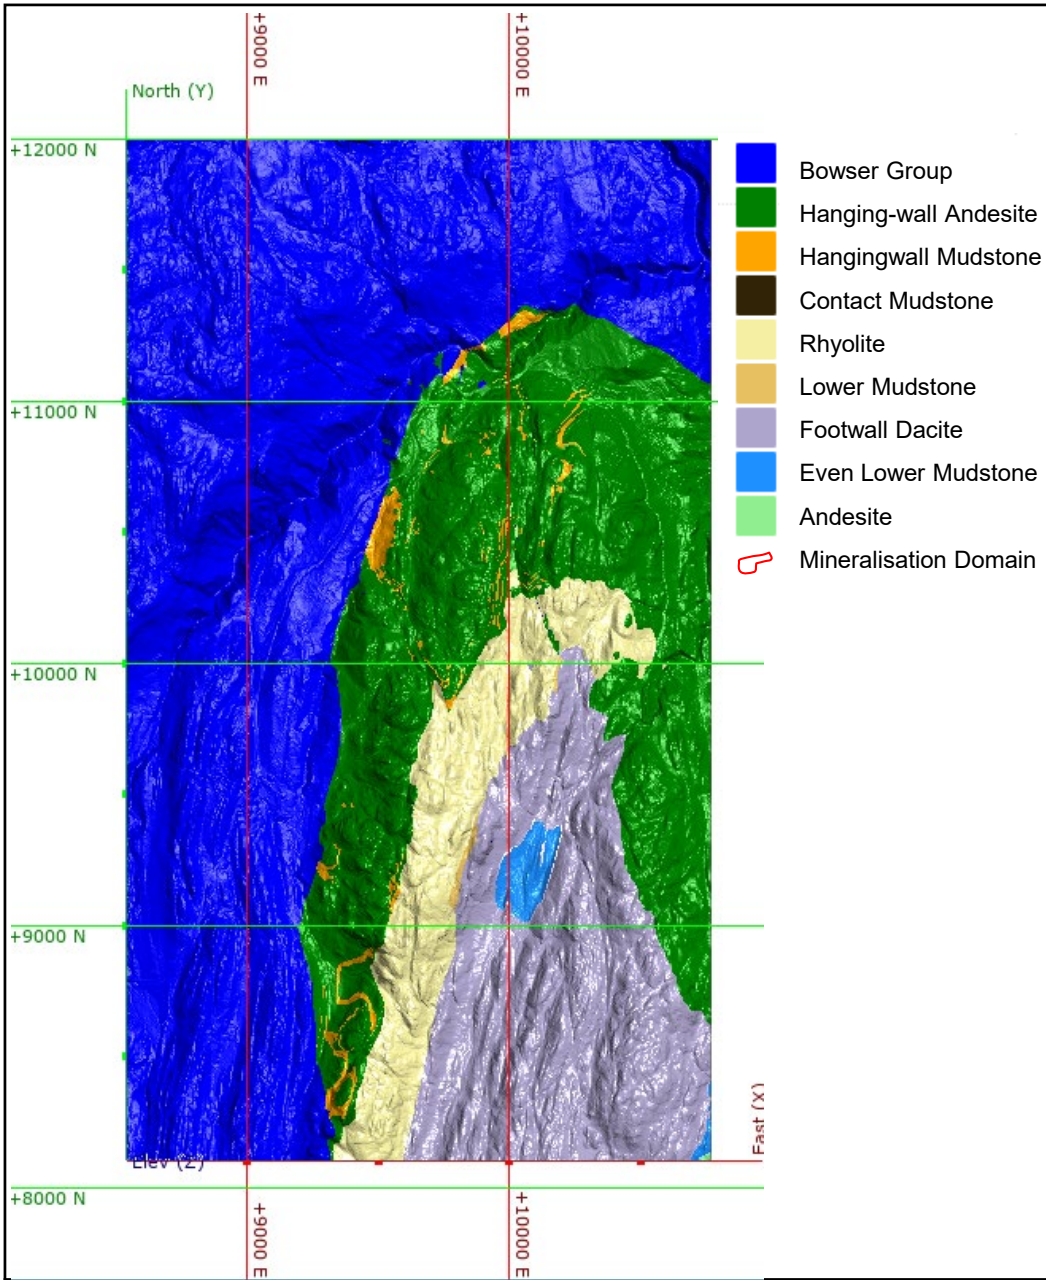 +9000 E
+10000 E
North (Y)
+12000 N
Bowser Group
Hanging-wall Andesite
Hangingwall Mudstone
Contact Mudstone
Rhyolite
Lower Mudstone
Footwall Dacite
Even Lower Mudstone
Andesite
Mineralisation Domain
+11000 N
+10000 N
+9000 N
East (X)
Elev (Z)
+8000 N
+9000 E
+10000 E